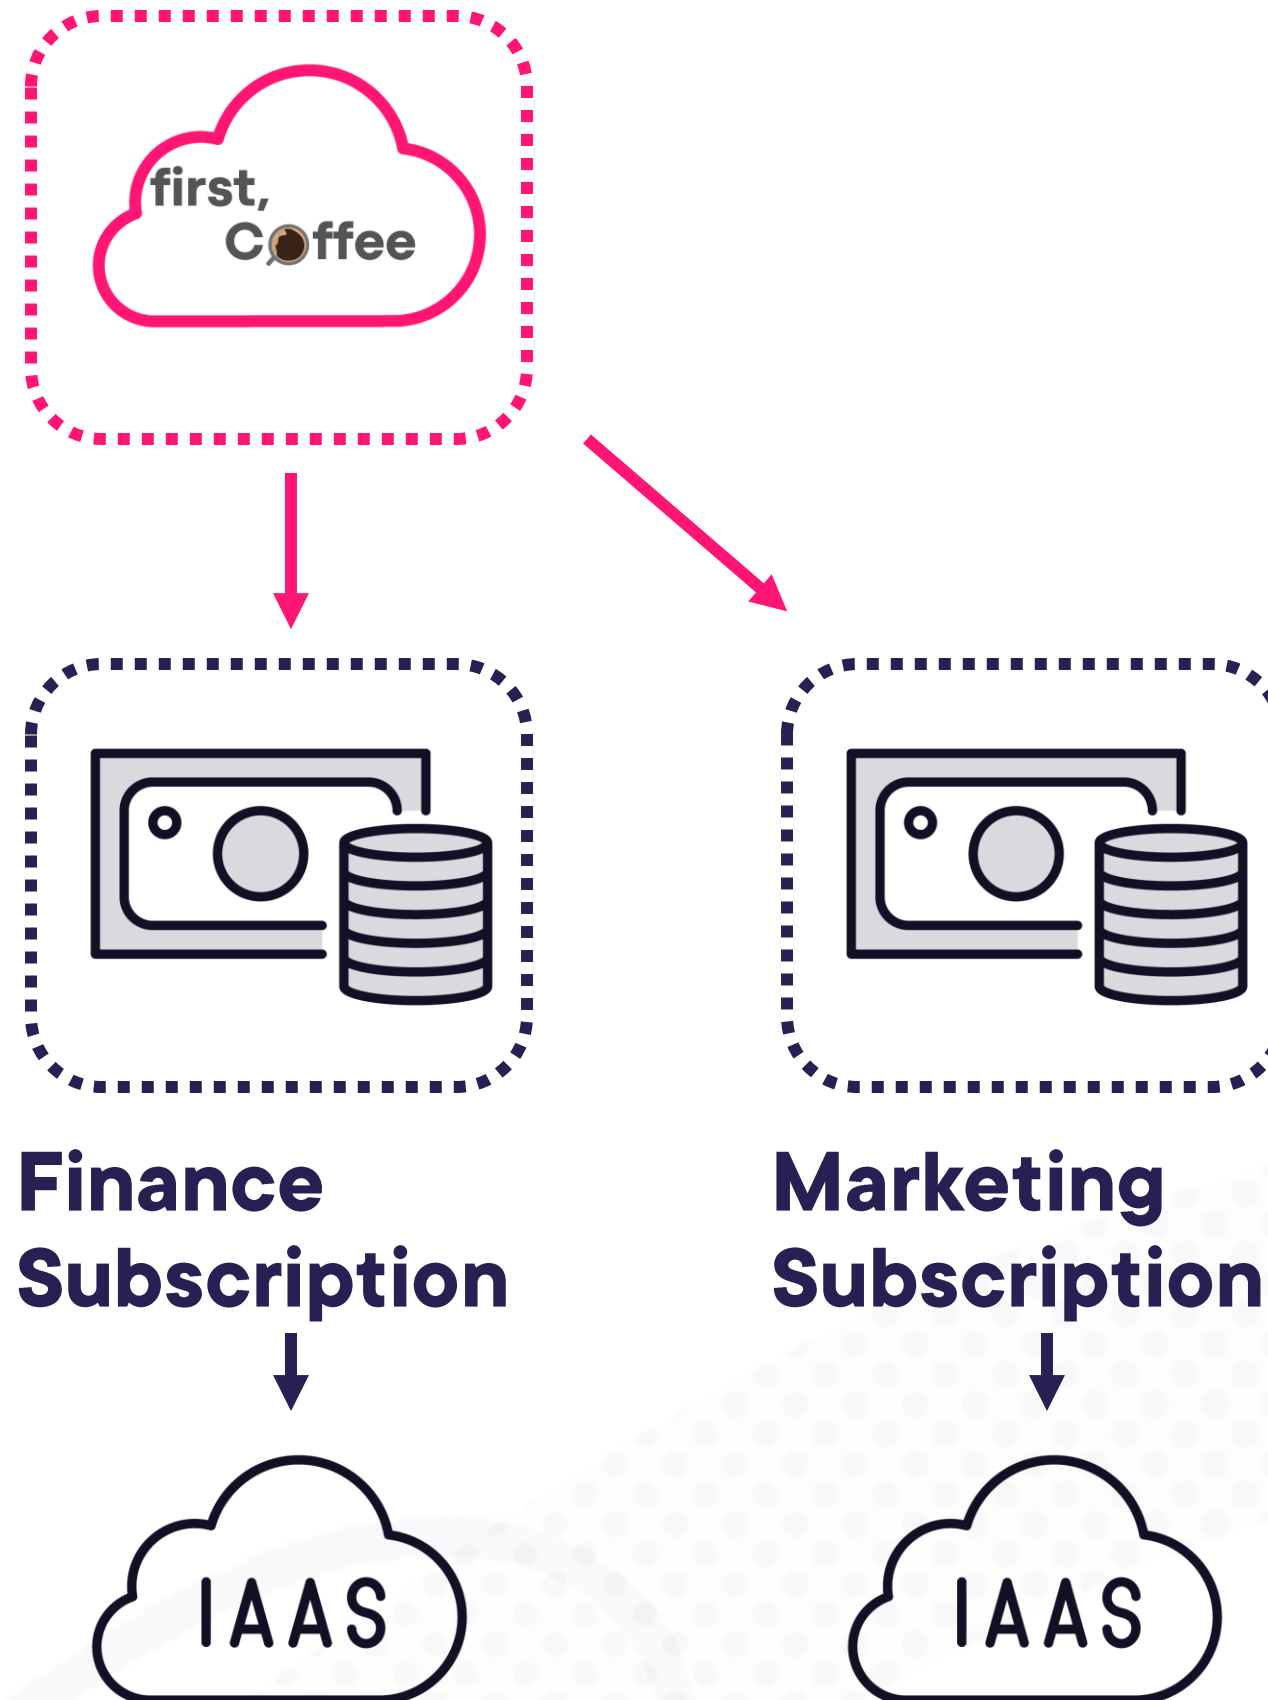 first,
Coffee
Finance
Subscription
Marketing
Subscription
IAAS
IAAS